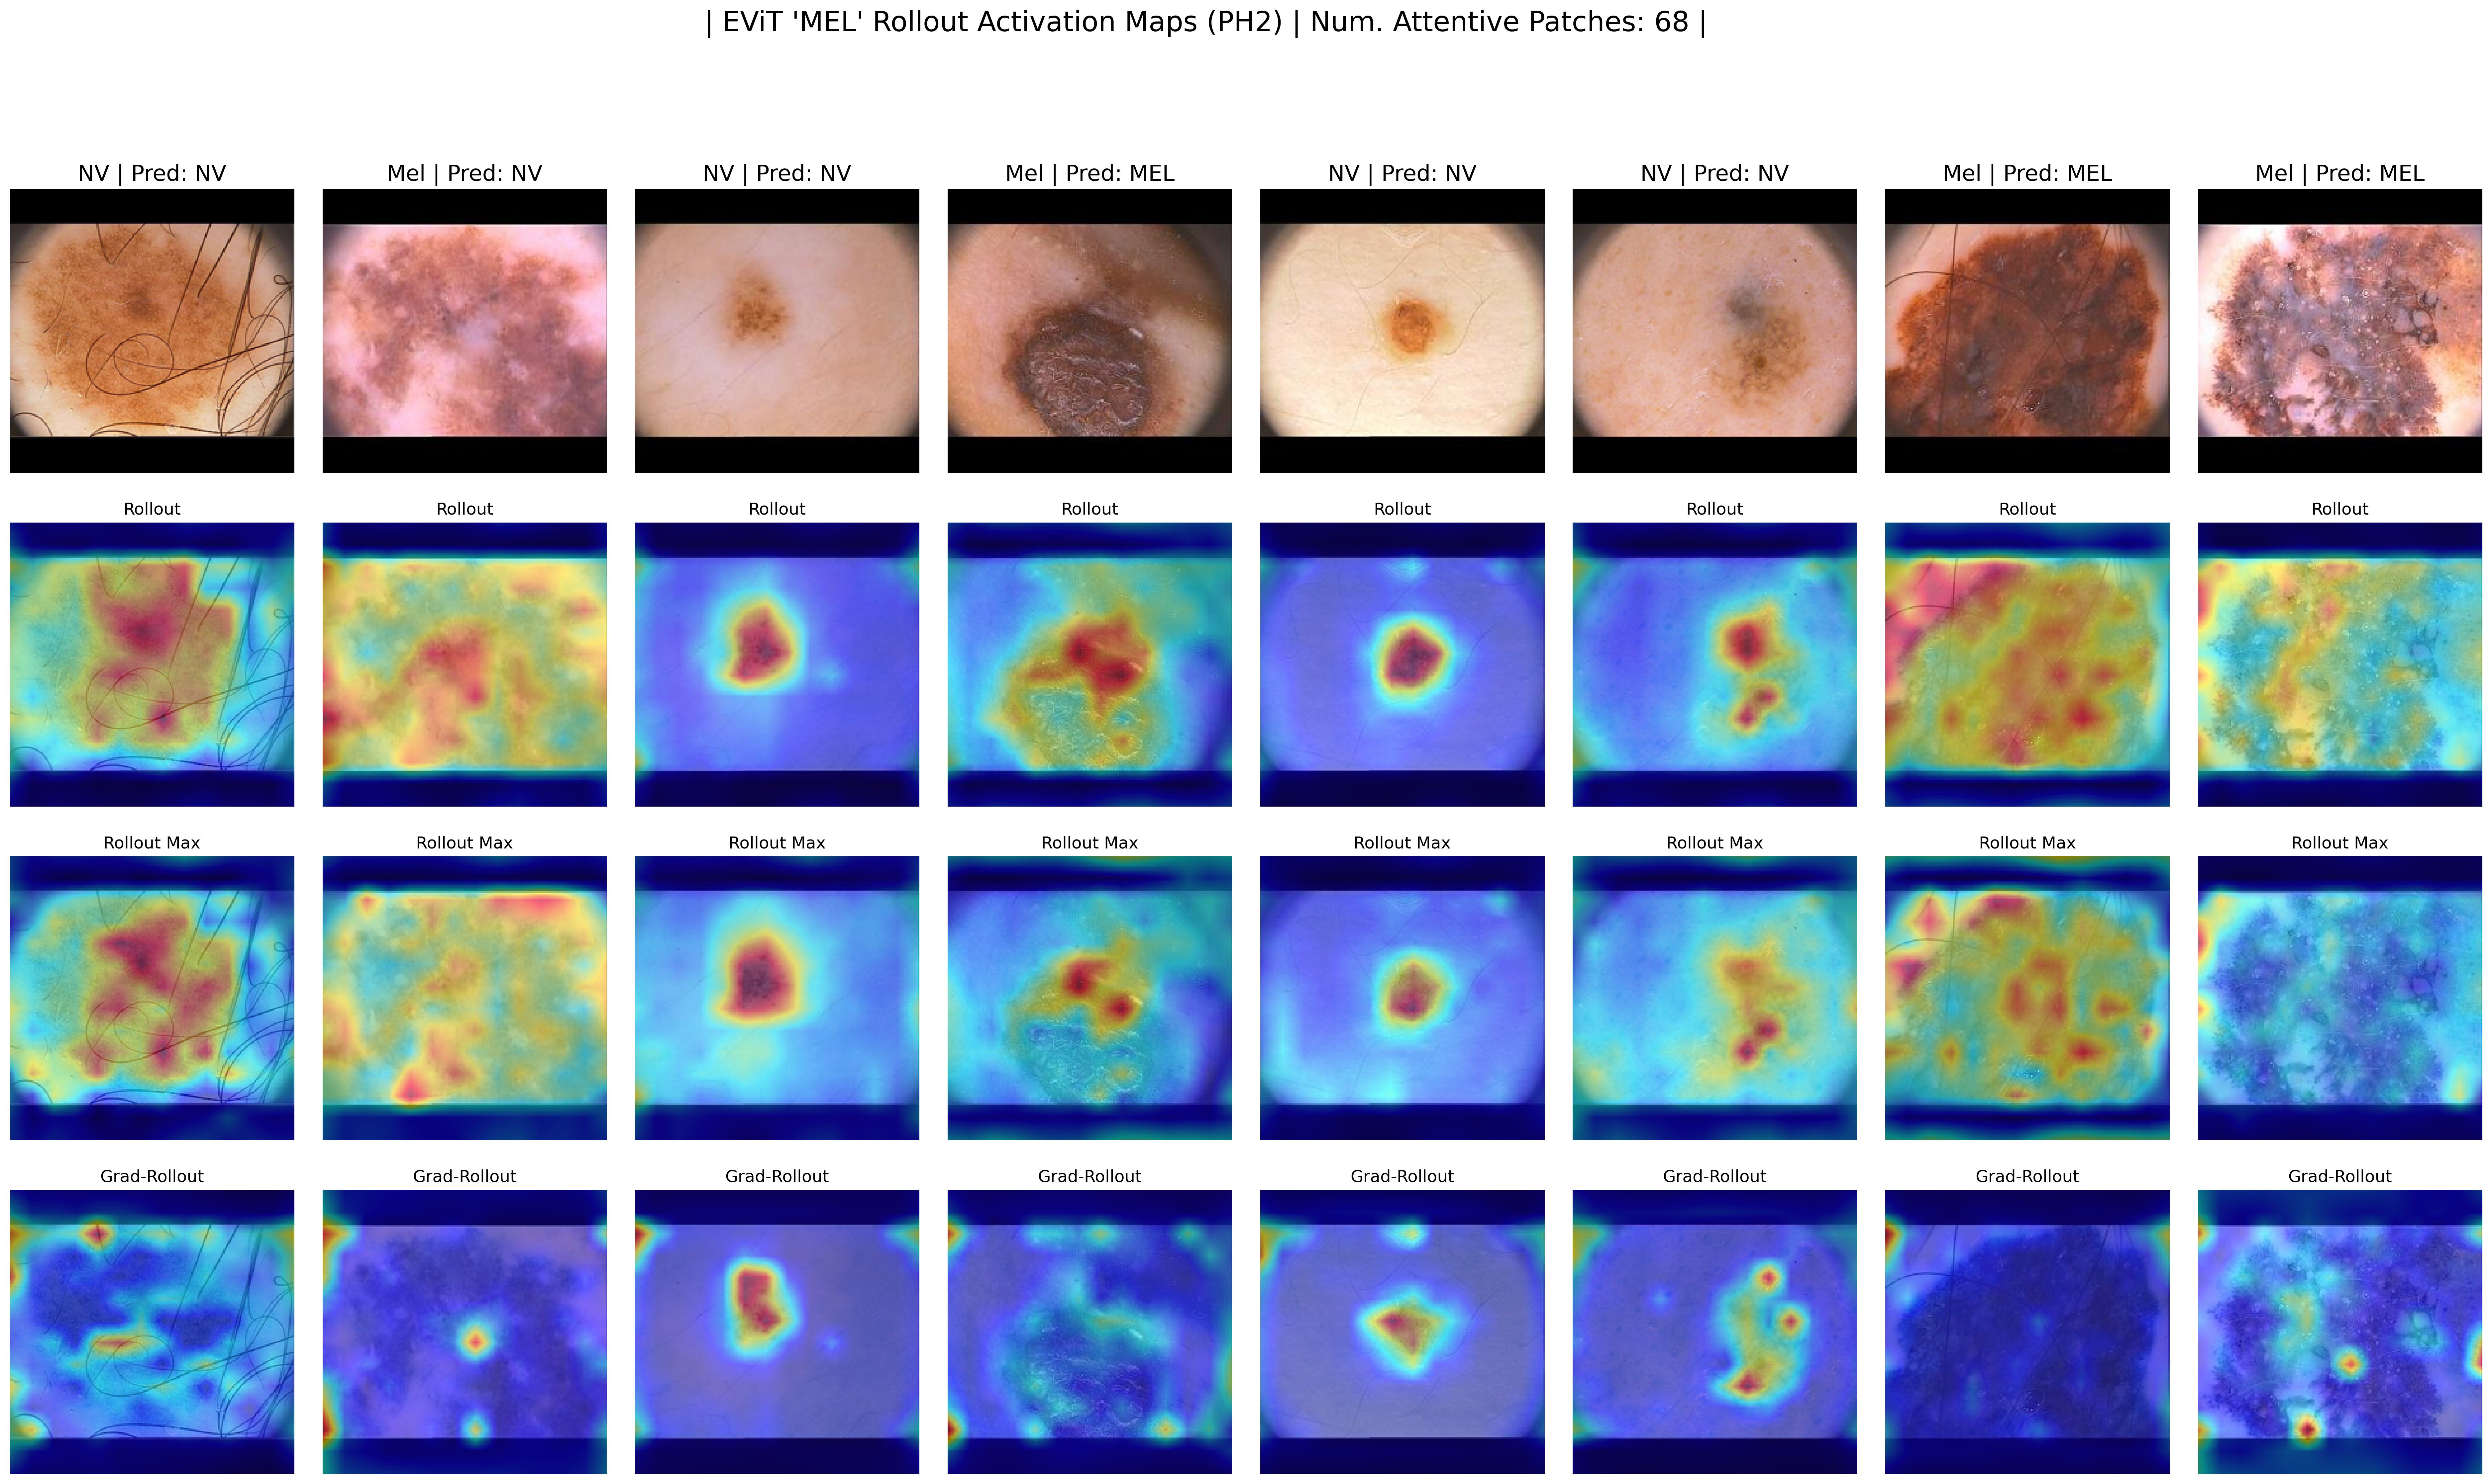 | EViT 'MEL' Rollout Activation Maps (PH2) | Num. Attentive Patches: 68 |
NV | Pred: NV
Mel | Pred: NV
NV | Pred: NV
Mel | Pred: MEL
NV | Pred: NV
NV | Pred: NV
Mel | Pred: MEL
Mel | Pred: MEL
Rollout
Rollout
Rollout
Rollout
Rollout
Rollout
Rollout
Rollout
Rollout Max
Rollout Max
Rollout Max
Rollout Max
Rollout Max
Rollout Max
Rollout Max
Rollout Max
Grad-Rollout
Grad-Rollout
Grad-Rollout
Grad-Rollout
Grad-Rollout
Grad-Rollout
Grad-Rollout
Grad-Rollout